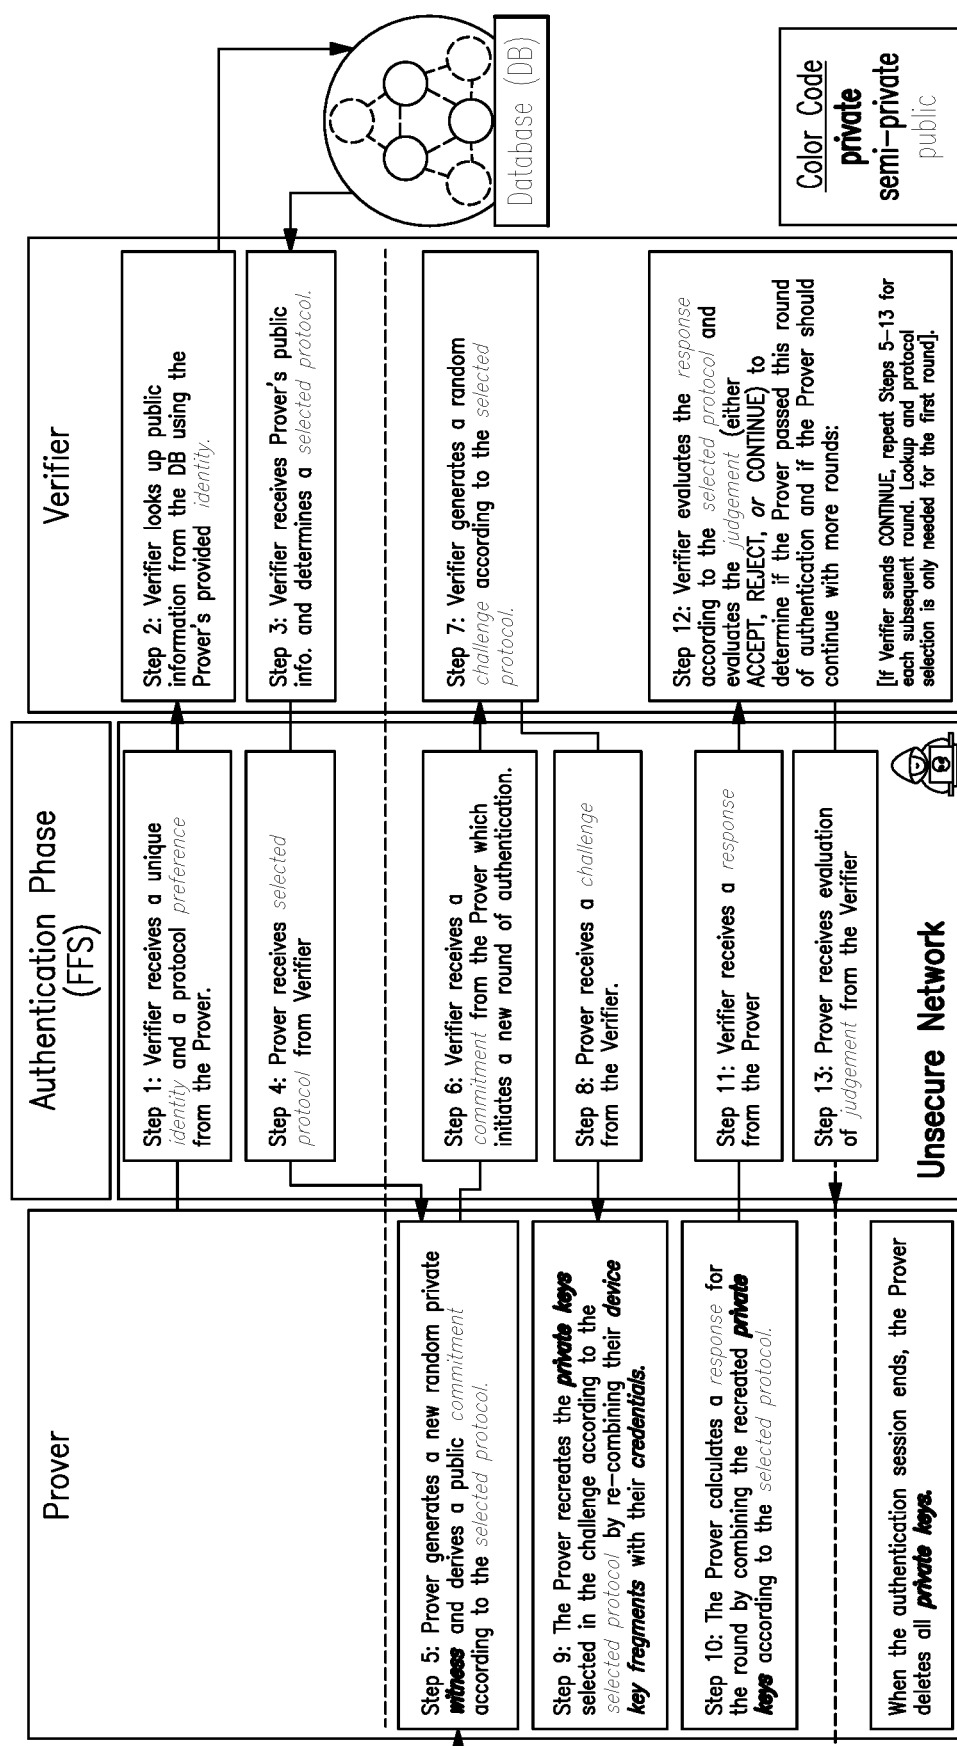 Authentication Phase
(FFS)
Prover
Verifier
Step 1: Verifier receives a unique
identity and a protocol preference
from the Prover.
Step 2: Verifier looks up public
information from the DB using the
Prover's provided identity.
Database (DB)
Step 3: Verifier receives Prover's public
info. and determines a selected protocol.
Step 4: Prover receives selected
protocol from Verifier
Step 5: Prover generates a new random private
witness and derives a public commitment
according to the selected protocol.
Step 6: Verifier receives a
commitment from the Prover which
initiates a new round of authentication.
Step 7: Verifier generates a random
challenge according to the selected
protocol.
Step 8: Prover receives a challenge
from the Verifier.
Step 9: The Prover recreates the private keys
selected in the challenge according to the
selected protocol by re-combining their device
key fregments with their credentials.
Step 10: The Prover calculates a response for
the round by combining the recreated private
keys according to the selected protocol.
Step 11: Verifier receives a response
from the Prover
Step 12: Verifier evaluates the response
according to the selected protocol and
evaluates the judgement (either
ACCEPT, REJECT, or CONTINUE) to
determine if the Prover passed this round
of authentication and if the Prover should
continue with more rounds:
[If Verifier sends CONTINUE, repeat Steps 5-13 for
each subsequent round. Lookup and protocol
selection is only needed for the first round].
Step 13: Prover receives evaluation
of judgement from the Verifier
When the authentication session ends, the Prover
deletes all private keys.
Unsecure Network
Color Code
private
semi-private
public